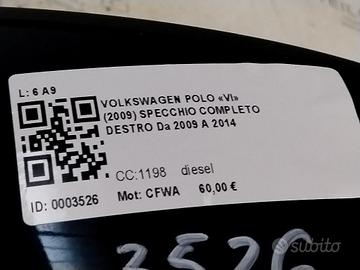 L: 6 A9
VOLKSWAGEN POLO «VI»
(2009) SPECCHIO COMPLETO
DESTRO Da 2009 A 2014
CC:1198 diesel
ID: 0003526 Mot: CFWA 60,00 €
3526
subito